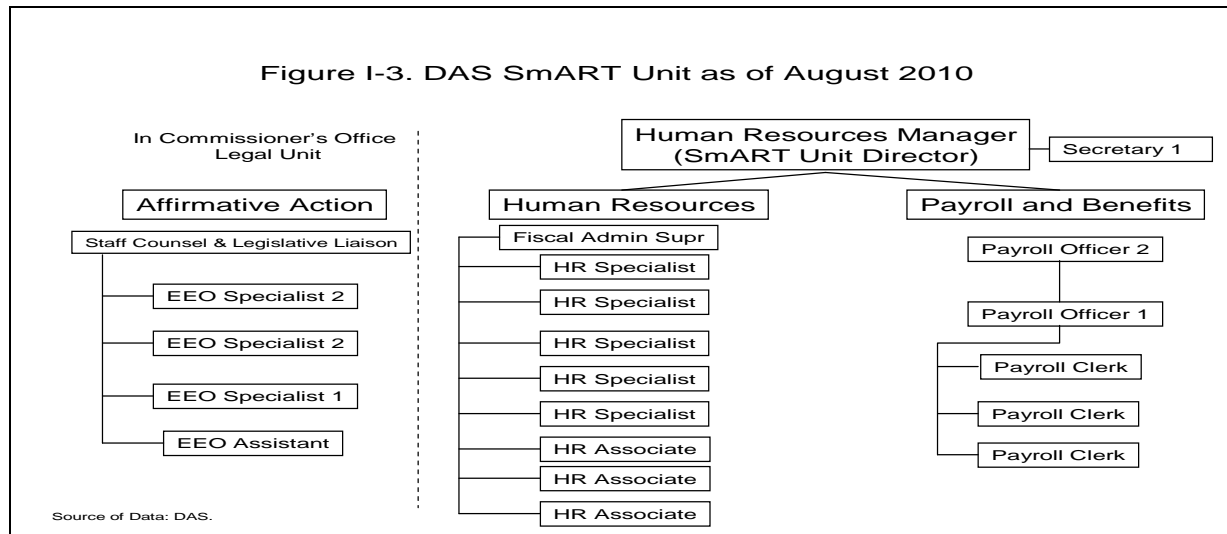 Figure I-3. DAS SmART Unit as of August 2010
In Commissioner's Office
Legal Unit
Affirmative Action
Staff Counsel & Legislative Liaison
EEO Specialist 2
EEO Specialist 2
EEO Specialist 1
EEO Assistant
Human Resources Manager
(SmART Unit Director)
Secretary 1
Human Resources
Fiscal Admin Supr
HR Specialist
HR Specialist
HR Specialist
HR Specialist
HR Specialist
HR Associate
HR Associate
HR Associate
Payroll and Benefits
Payroll Officer 2
Payroll Officer 1
Payroll Clerk
Payroll Clerk
Payroll Clerk
Source of Data: DAS.